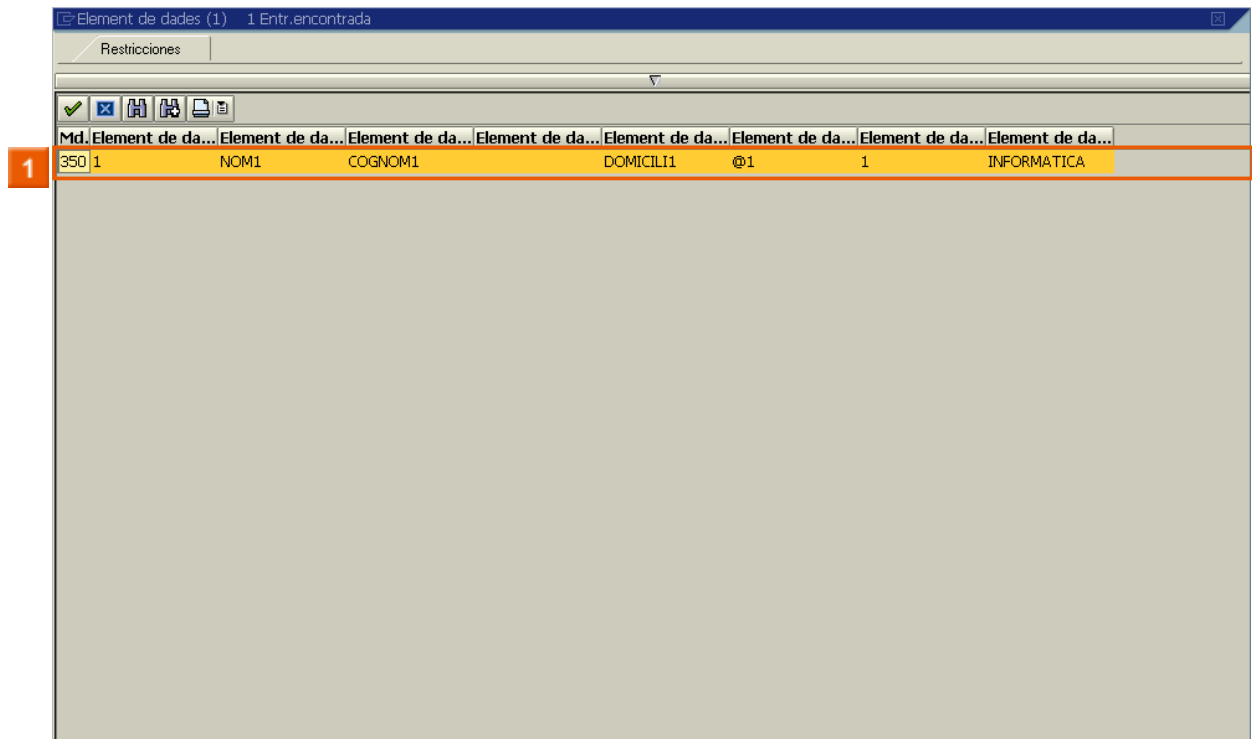 Element de dades (1) 1 Entr.encontrada
Restricciones
Md. Element de da... Element de da... Element de da... Element de da... Element de da... Element de da... Element de da... Element de da...
1
350 1 NOM1 COGNOM1 DOMICILI1 @1 1 INFORMATICA